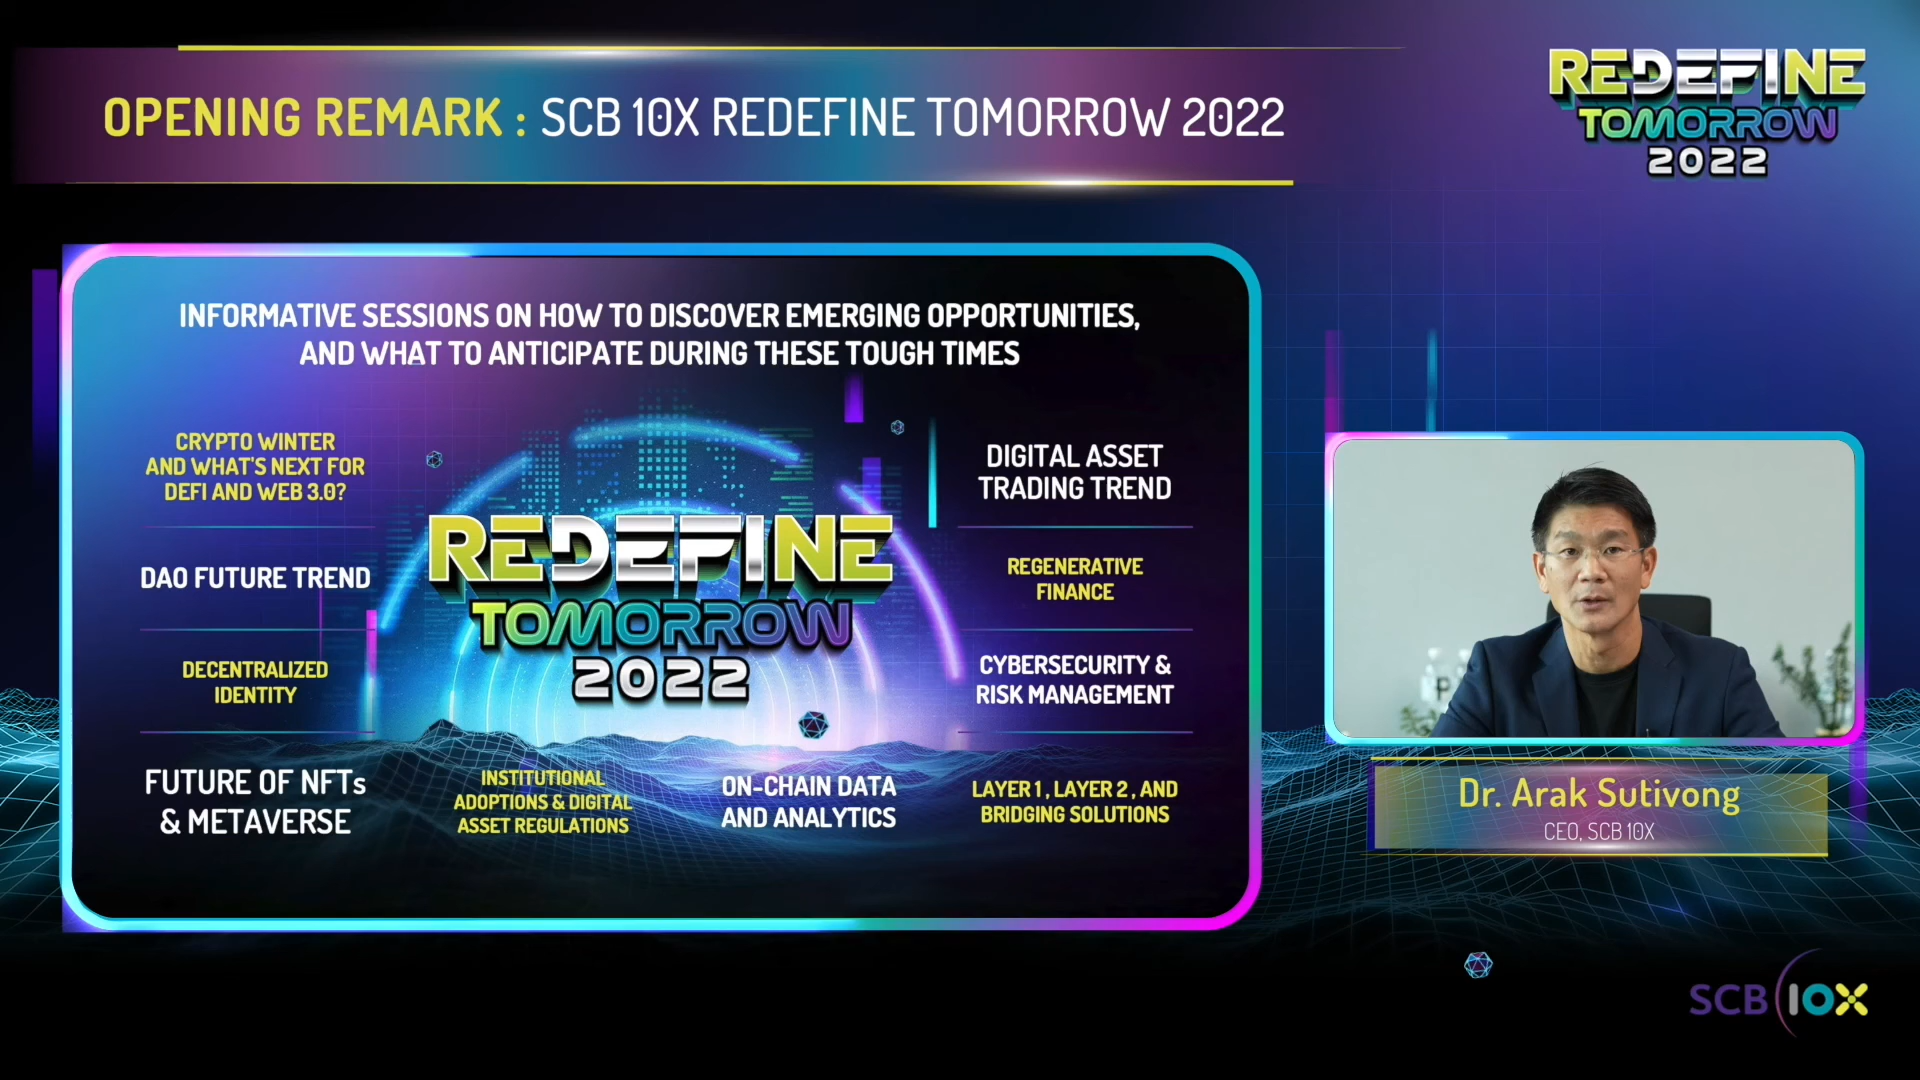 OPENING REMARK : SCB 10X REDEFINE TOMORROW 2022
REDEFINE
TOMORROW
2022
INFORMATIVE SESSIONS ON HOW TO DISCOVER EMERGING OPPORTUNITIES,
AND WHAT TO ANTICIPATE DURING THESE TOUGH TIMES
CRYPTO WINTER
AND WHAT'S NEXT FOR
DEFI AND WEB 3.0?
DAO FUTURE TREND
DECENTRALIZED
IDENTITY
FUTURE OF NFTs
& METAVERSE
REDEFINE
TOMORROW
2022
INSTITUTIONAL
ADOPTIONS & DIGITAL
ASSET REGULATIONS
ON-CHAIN DATA
AND ANALYTICS
DIGITAL ASSET
TRADING TREND
REGENERATIVE
FINANCE
CYBERSECURITY &
RISK MANAGEMENT
LAYER 1 , LAYER 2 , AND
BRIDGING SOLUTIONS
Dr. Arak Sutivong
CEO, SCB 10X
SCB 10X